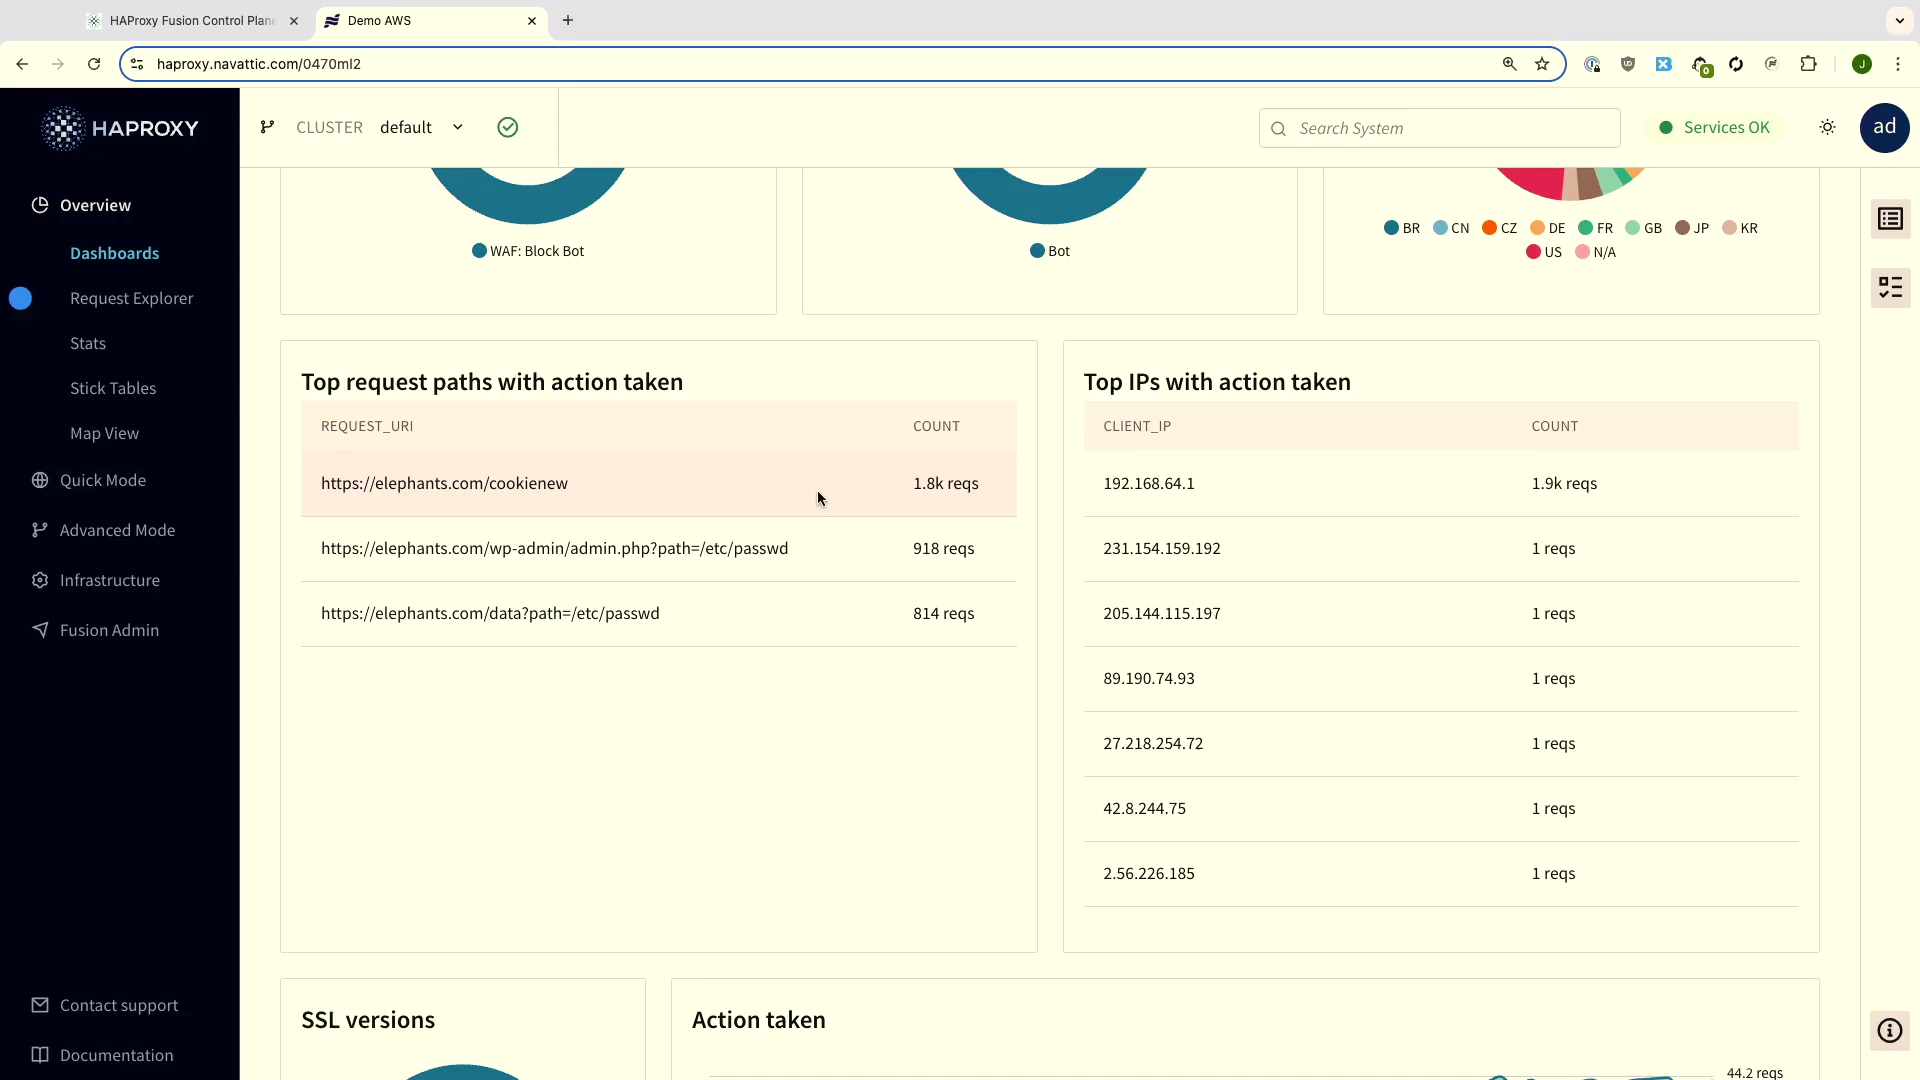 HAProxy Fusion Control Plane
Demo AWS
haproxy.navattic.com/0470ml2
0
J
HAPROXY
CLUSTER default
Search System
Services OK
ad
Overview
Dashboards
Request Explorer
Stats
Stick Tables
Map View
Quick Mode
Advanced Mode
Infrastructure
Fusion Admin
Contact support
Documentation
WAF: Block Bot
Bot
BR CN CZ DE FR GB JP KR
US N/A
Top request paths with action taken
REQUEST_URI COUNT
https://elephants.com/cookienew 1.8k reqs
https://elephants.com/wp-admin/admin.php?path=/etc/passwd 918 reqs
https://elephants.com/data?path=/etc/passwd 814 reqs
Top IPs with action taken
CLIENT_IP COUNT
192.168.64.1 1.9k reqs
231.154.159.192 1 reqs
205.144.115.197 1 reqs
89.190.74.93 1 reqs
27.218.254.72 1 reqs
42.8.244.75 1 reqs
2.56.226.185 1 reqs
SSL versions
Action taken
44.2 reqs